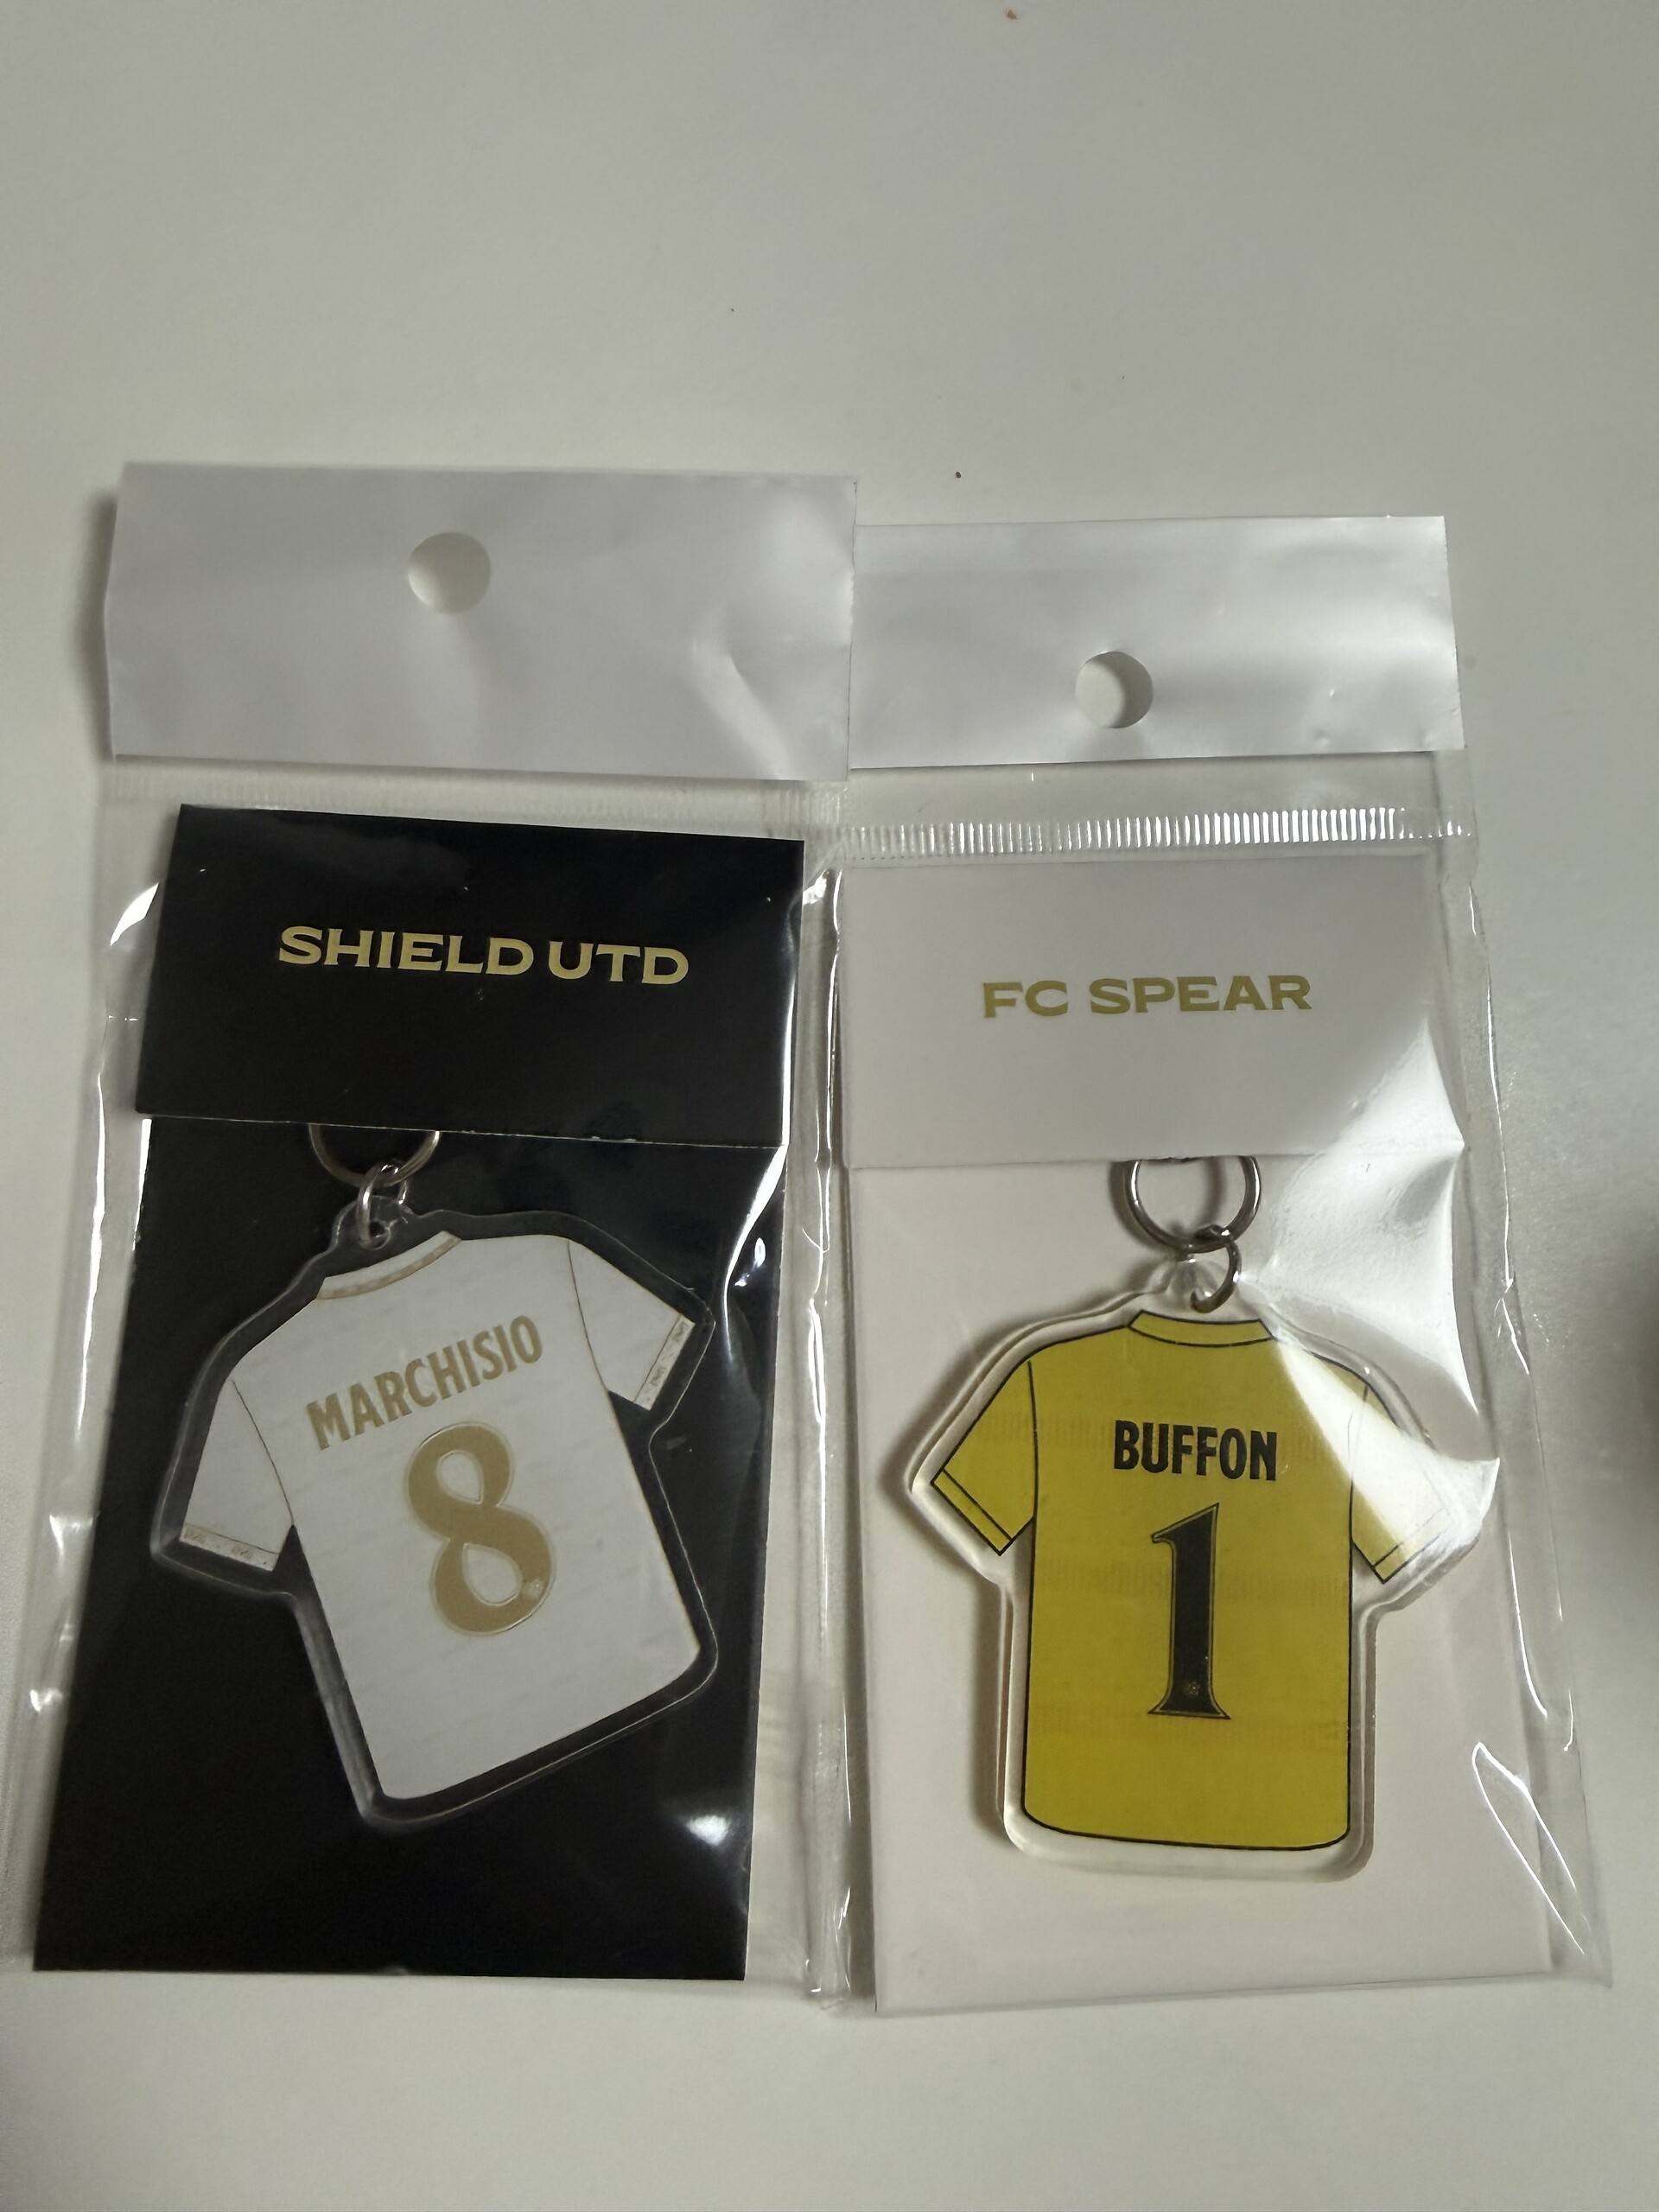 SHIELD UTD
MARCHISIO
8
FC SPEAR
BUFFON
1